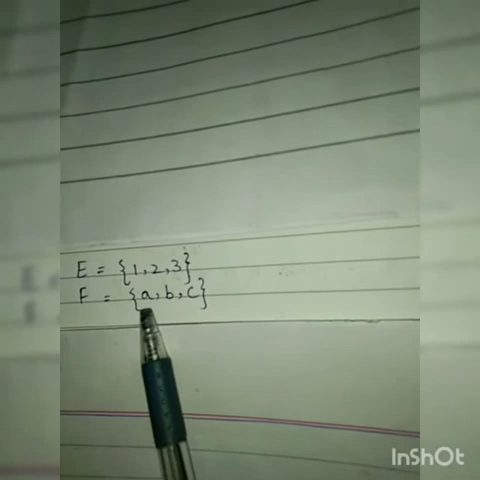 E = {1,2,3}
F = {a,b,c}
InShOt